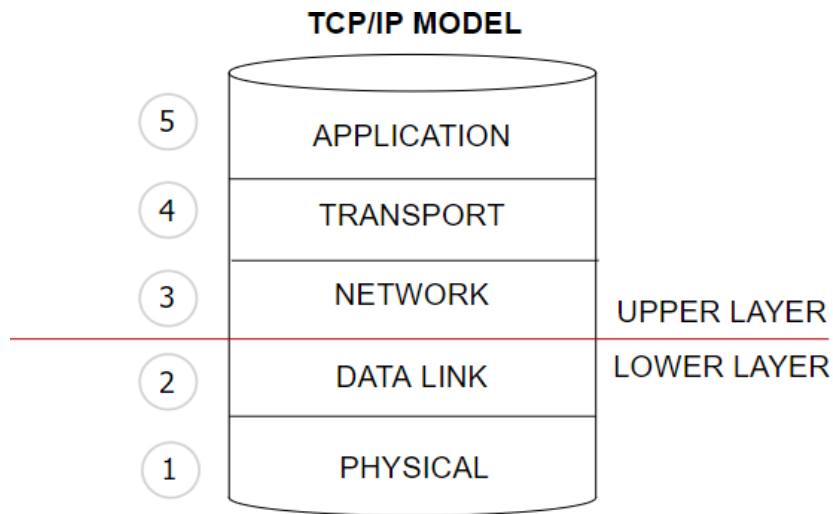 TCP/IP MODEL
5
APPLICATION
4
TRANSPORT
3
NETWORK
UPPER LAYER
LOWER LAYER
2
DATA LINK
1
PHYSICAL